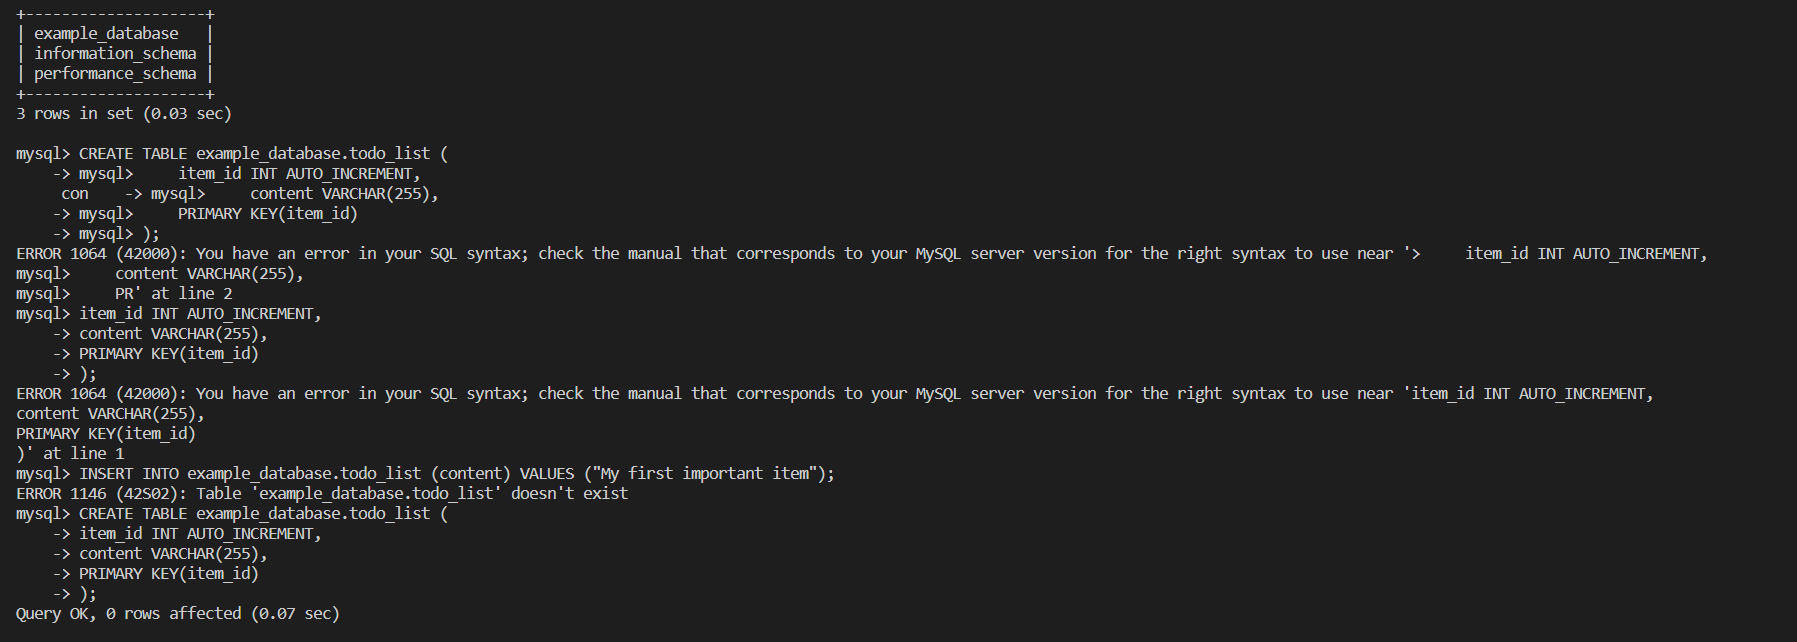 +--------------------+
| example_database   |
| information_schema |
| performance_schema |
+--------------------+
3 rows in set (0.03 sec)

mysql> CREATE TABLE example_database.todo_list (
    -> mysql>     item_id INT AUTO_INCREMENT,
     con    -> mysql>     content VARCHAR(255),
    -> mysql>     PRIMARY KEY(item_id)
    -> mysql> );
ERROR 1064 (42000): You have an error in your SQL syntax; check the manual that corresponds to your MySQL server version for the right syntax to use near '>     item_id INT AUTO_INCREMENT,
mysql>     content VARCHAR(255),
mysql>     PR' at line 2
mysql> item_id INT AUTO_INCREMENT,
    -> content VARCHAR(255),
    -> PRIMARY KEY(item_id)
    -> );
ERROR 1064 (42000): You have an error in your SQL syntax; check the manual that corresponds to your MySQL server version for the right syntax to use near 'item_id INT AUTO_INCREMENT,
content VARCHAR(255),
PRIMARY KEY(item_id)
)' at line 1
mysql> INSERT INTO example_database.todo_list (content) VALUES ("My first important item");
ERROR 1146 (42S02): Table 'example_database.todo_list' doesn't exist
mysql> CREATE TABLE example_database.todo_list (
    -> item_id INT AUTO_INCREMENT,
    -> content VARCHAR(255),
    -> PRIMARY KEY(item_id)
    -> );
Query OK, 0 rows affected (0.07 sec)